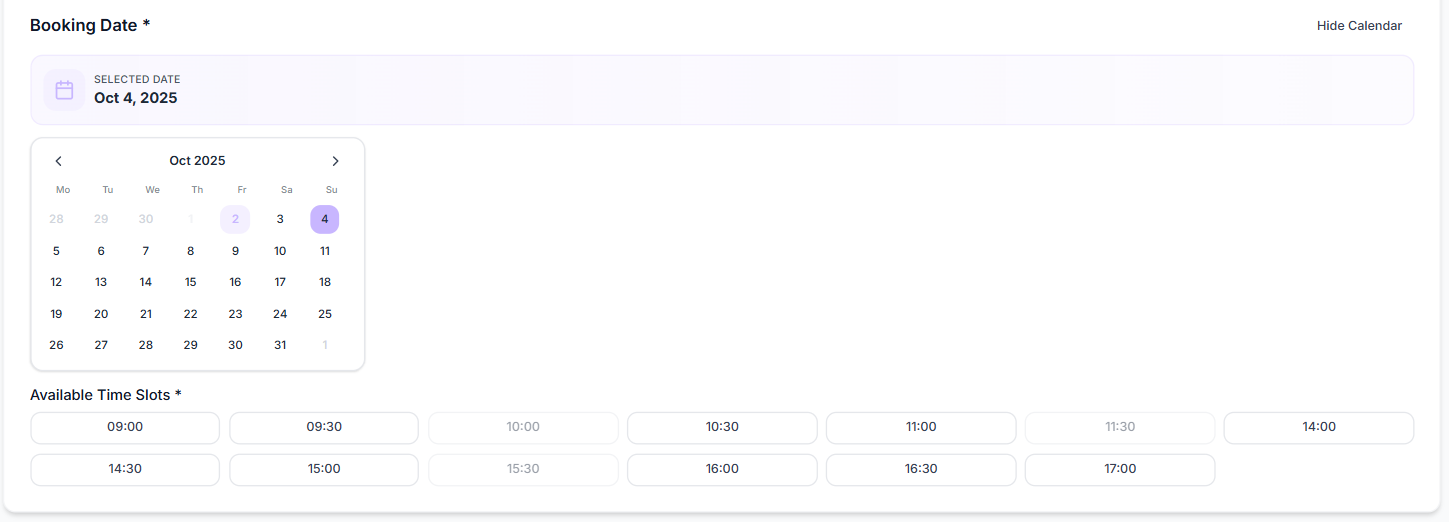 Booking Date *
Hide Calendar
SELECTED DATE
Oct 4, 2025
Oct 2025
Mo Tu We Th Fr Sa Su
28 29 30 1 2 3 4
5 6 7 8 9 10 11
12 13 14 15 16 17 18
19 20 21 22 23 24 25
26 27 28 29 30 31 1
Available Time Slots *
09:00 09:30 10:00 10:30 11:00 11:30 14:00
14:30 15:00 15:30 16:00 16:30 17:00